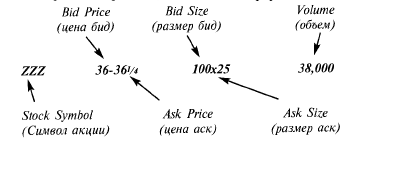 Bid Price
(цена бид)
Bid Size
(размер бид)
Volume
(объем)
ZZZ 36-36¼ 100x25 38,000
Stock Symbol
(Символ акции)
Ask Price
(цена аск)
Ask Size
(размер аск)